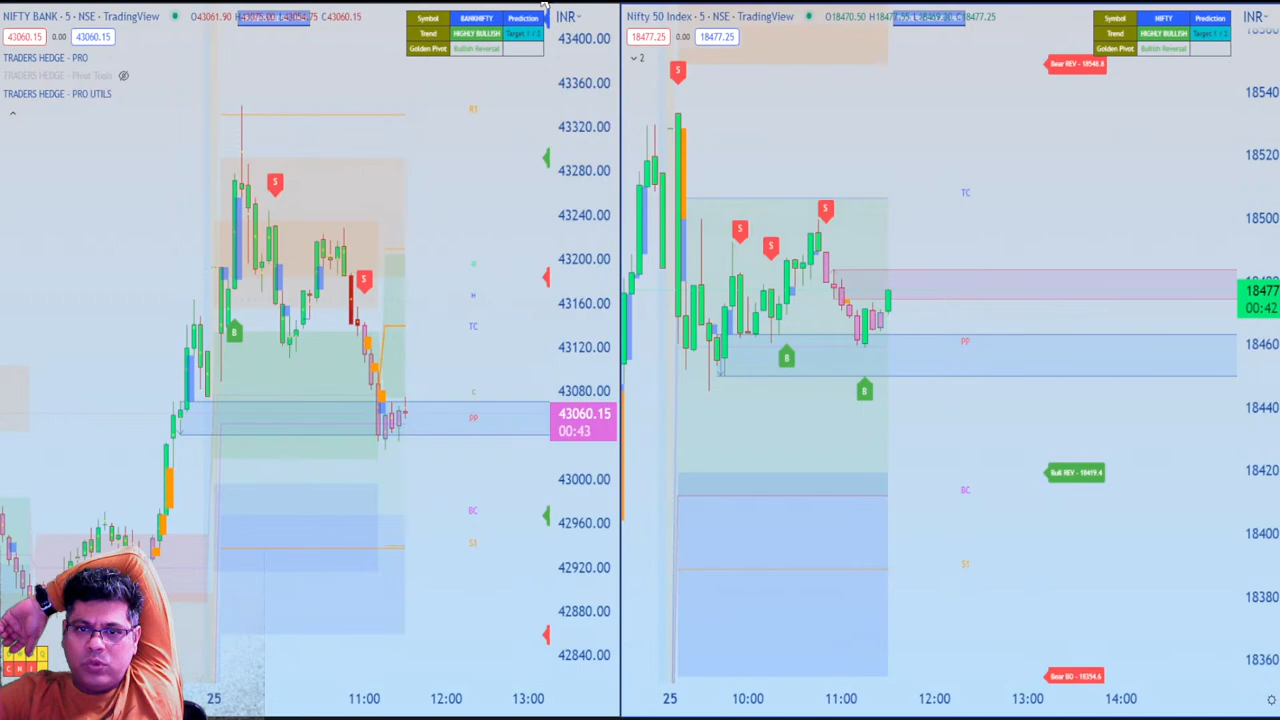 NIFTY BANK · 5 · NSE · TradingView
O43061.90 H43075.00 L43054.75 C43060.15
43060.15 0.00 43060.15
TRADERS HEDGE - PRO
TRADERS HEDGE - Pivot Tools
TRADERS HEDGE - PRO UTILS
Symbol BANKNIFTY Prediction
Trend HIGHLY BULLISH Target 1 / 2
Golden Pivot Bullish Reversal
INR
43400.00
43360.00
43320.00
43280.00
43240.00
43200.00
43160.00
43120.00
43080.00
43060.15
00:43
43000.00
42960.00
42920.00
42880.00
42840.00
R1
S
S
B
H
TC
C
PP
BC
S1
C N I
25 11:00 12:00 13:00
Nifty 50 Index · 5 · NSE · TradingView
O18470.50 C18477.25
18477.25 0.00 18477.25
2
Symbol NIFTY Prediction
Trend HIGHLY BULLISH Target 1 / 2
Golden Pivot Bullish Reversal
INR
Bear REV - 18548.8
18540
18520
18500
18477
00:42
18460
18440
18420
18400
18380
18360
S
S
S
S
B
B
TC
PP
Bull REV - 18419.4
BC
S1
Bear BO - 18354.6
25 10:00 11:00 12:00 13:00 14:00